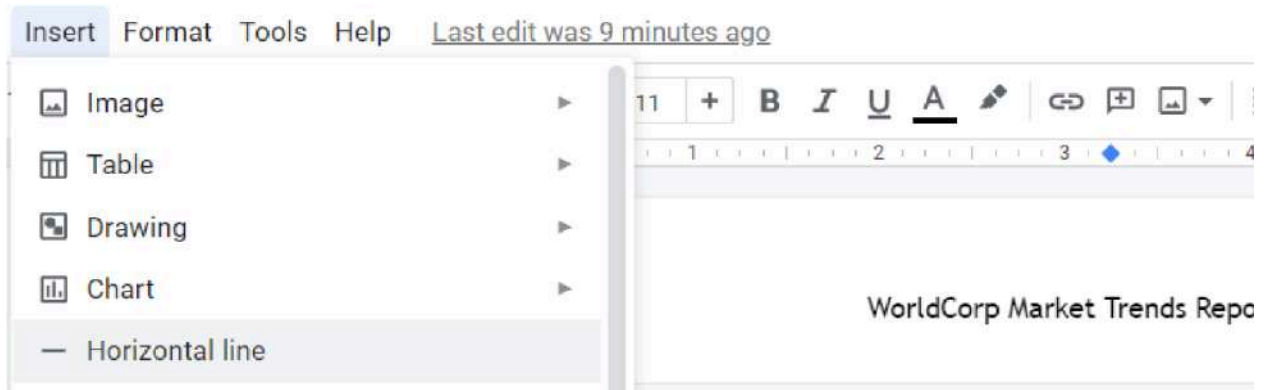 Insert Format Tools Help Last edit was 9 minutes ago
Image
11 + B I U A
Table
1 2 3 4
Drawing
Chart
WorldCorp Market Trends Repo
Horizontal line